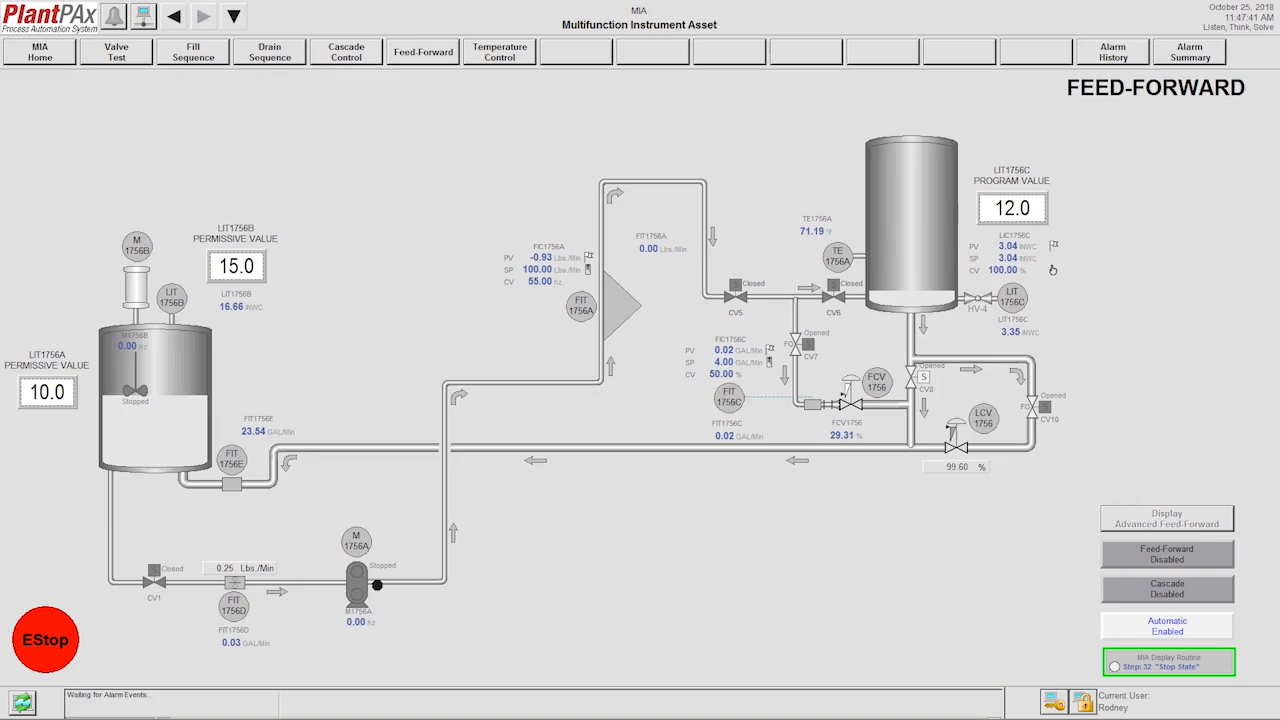 PlantPAx
Process Automation System
MIA
Multifunction Instrument Asset
October 25, 2018
11:47:41 AM
Listen, Think, Solve
MIA
Home
Valve
Test
Fill
Sequence
Drain
Sequence
Cascade
Control
Feed-Forward
Temperature
Control
Alarm
History
Alarm
Summary
FEED-FORWARD
LIT1756C
PROGRAM VALUE
12.0
LIC1756C
PV 3.04 INWC
SP 3.04 INWC
CV 100.00 %
TE1756A
71.19 °F
TE
1756A
LIT
1756C
HV-4
LIT1756C
3.35 INWC
LIT1756B
PERMISSIVE VALUE
15.0
LIT1756B
16.66 INWC
M
1756B
LIT
1756B
M1756B
0.00 Hz
Stopped
LIT1756A
PERMISSIVE VALUE
10.0
FIC1756A
PV -0.93 Lbs./Min
SP 100.00 Lbs./Min
CV 55.00 hz.
FIT
1756A
FIT1756A
0.00 Lbs./Min
Closed
CV5
Closed
CV6
Opened
FO
CV7
FIC1756C
PV 0.02 GAL/Min
SP 4.00 GAL/Min
CV 50.00 %
FIT
1756C
FIT1756C
0.02 GAL/Min
FCV
1756
FCV1756
29.31 %
Opened
S
CV8
LCV
1756
99.60 %
Opened
FO
CV10
FIT1756E
23.54 GAL/Min
FIT
1756E
Closed
CV1
0.25 Lbs./Min
FIT
1756D
FIT1756D
0.03 GAL/Min
M
1756A
Stopped
M1756A
0.00 hz
EStop
Display
Advanced Feed-Forward
Feed-Forward
Disabled
Cascade
Disabled
Automatic
Enabled
MIA Display Routine
Step: 32 "Stop State"
Waiting for Alarm Events...
Current User:
Rodney